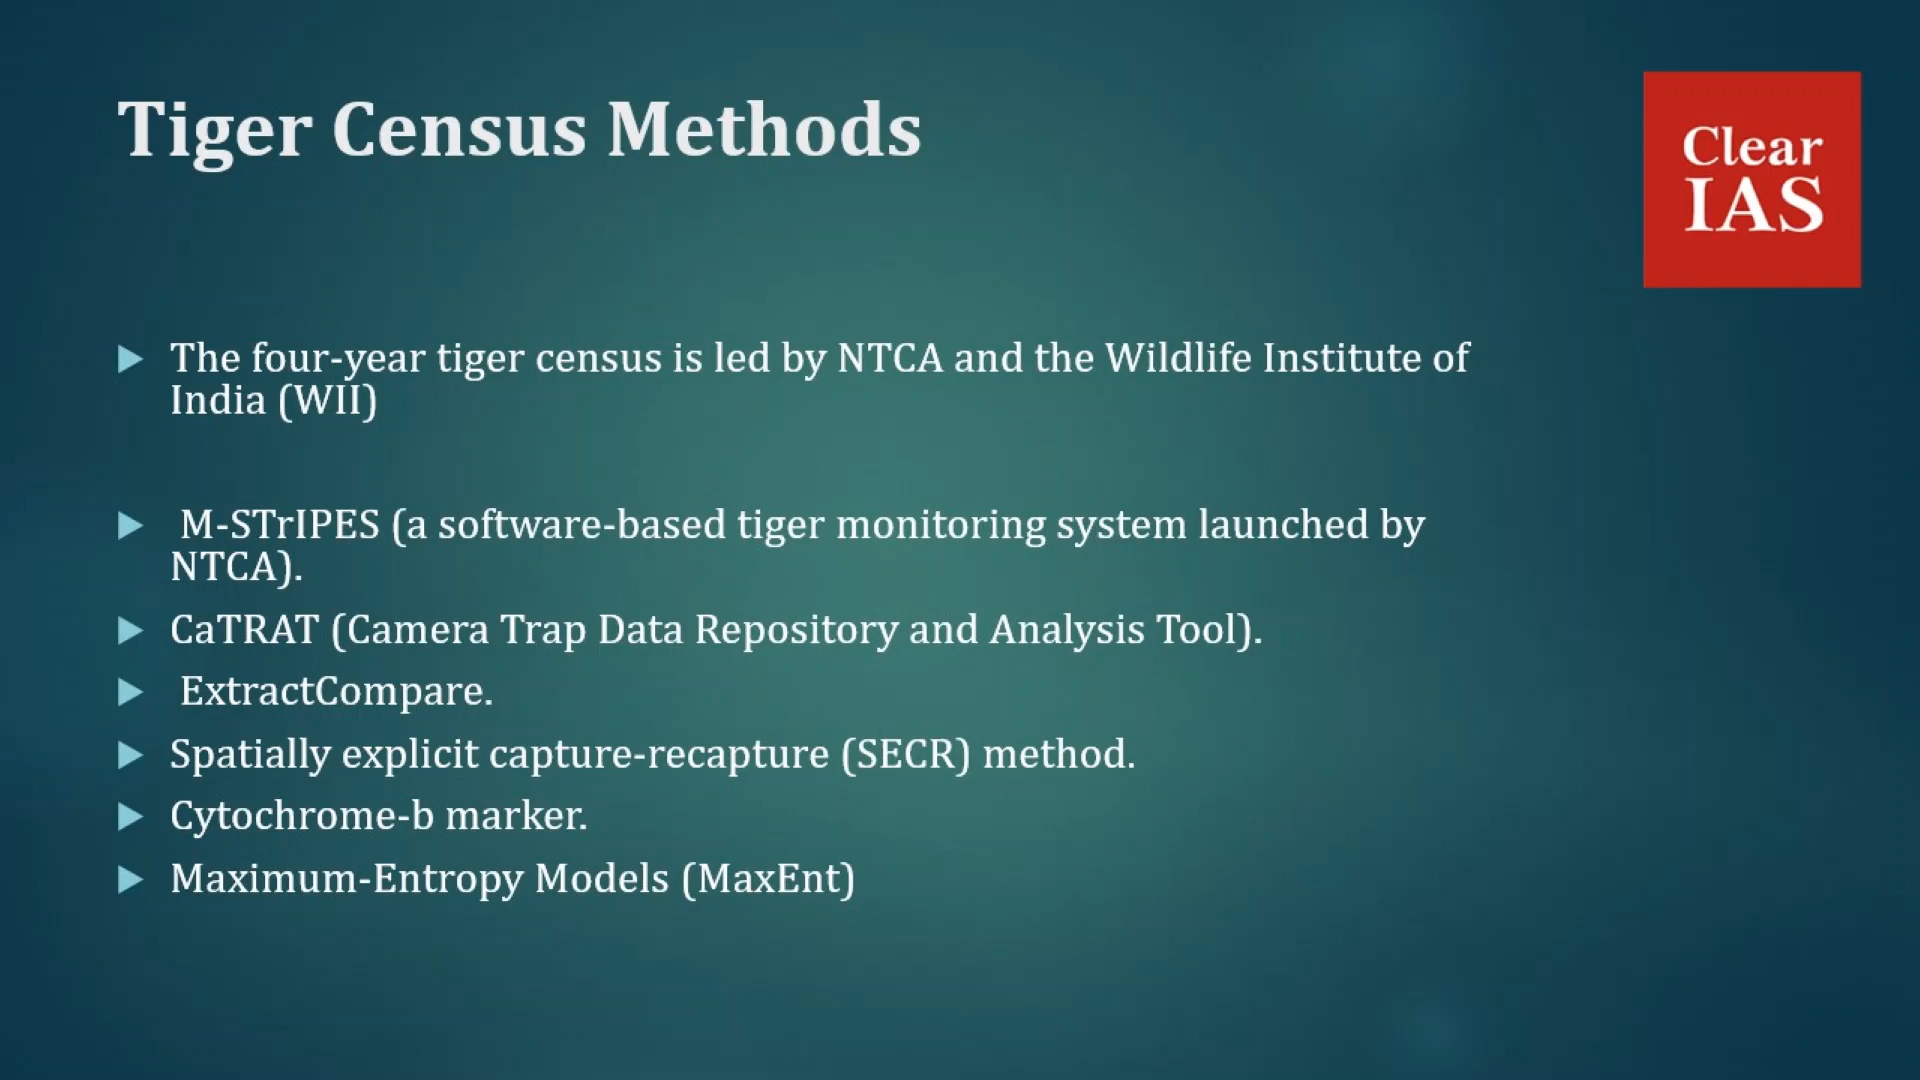 Tiger Census Methods
Clear
IAS
The four-year tiger census is led by NTCA and the Wildlife Institute of
India (WII)
M-STrIPES (a software-based tiger monitoring system launched by
NTCA).
CaTRAT (Camera Trap Data Repository and Analysis Tool).
ExtractCompare.
Spatially explicit capture-recapture (SECR) method.
Cytochrome-b marker.
Maximum-Entropy Models (MaxEnt)